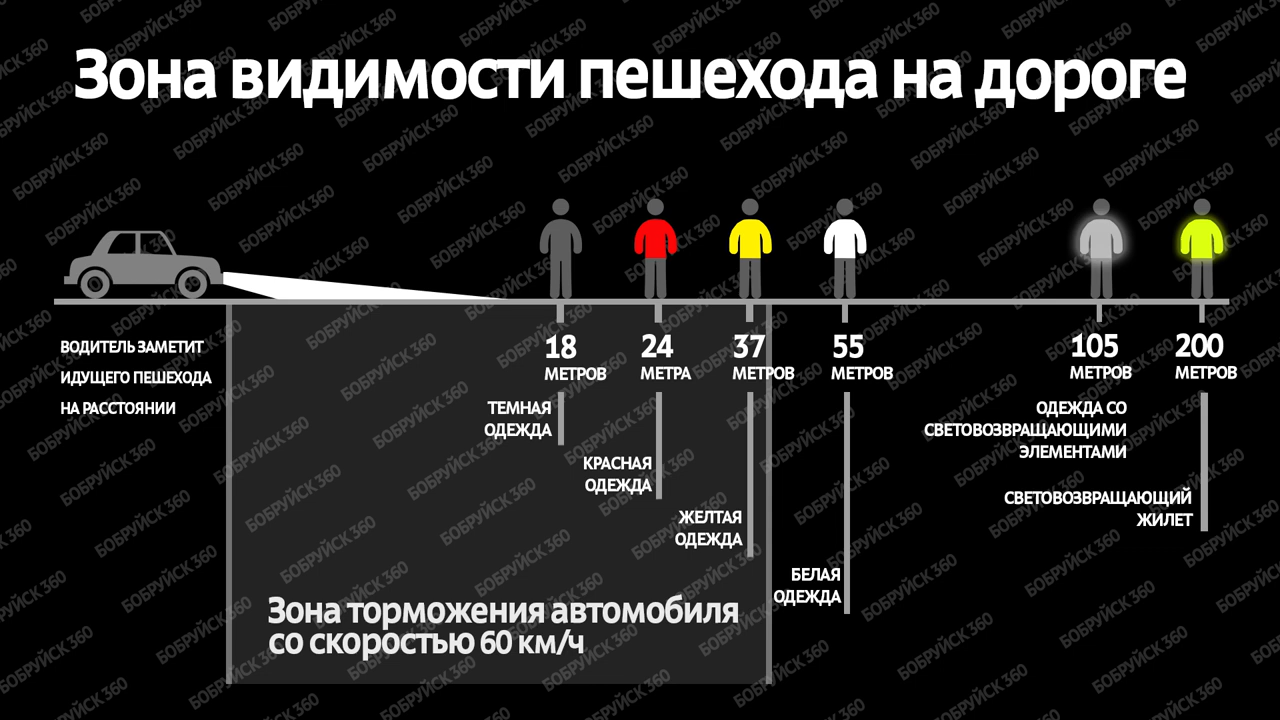 Зона видимости пешехода на дороге
ВОДИТЕЛЬ ЗАМЕТИТ
ИДУЩЕГО ПЕШЕХОДА
НА РАССТОЯНИИ
18
МЕТРОВ
ТЕМНАЯ
ОДЕЖДА
24
МЕТРА
КРАСНАЯ
ОДЕЖДА
37
МЕТРОВ
ЖЕЛТАЯ
ОДЕЖДА
55
МЕТРОВ
БЕЛАЯ
ОДЕЖДА
105
МЕТРОВ
ОДЕЖДА СО
СВЕТОВОЗВРАЩАЮЩИМИ
ЭЛЕМЕНТАМИ
200
МЕТРОВ
СВЕТОВОЗВРАЩАЮЩИЙ
ЖИЛЕТ
Зона торможения автомобиля
со скоростью 60 км/ч
БОБРУЙСК 360